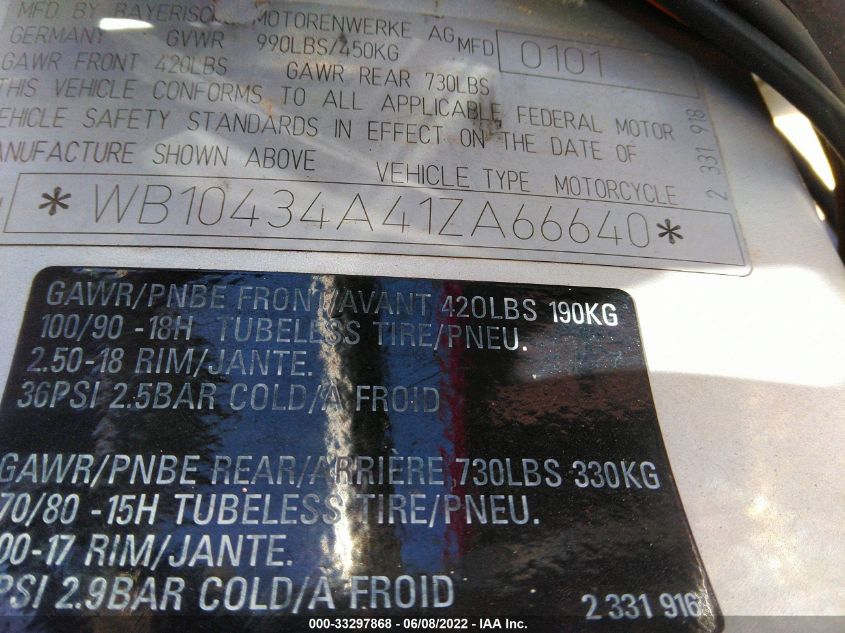 MFD BY BAYERISCHE MOTORENWERKE AG MFD 0101
GERMANY GVWR 990LBS/450KG
GAWR FRONT 420LBS GAWR REAR 730LBS
THIS VEHICLE CONFORMS TO ALL APPLICABLE FEDERAL MOTOR
VEHICLE SAFETY STANDARDS IN EFFECT ON THE DATE OF
MANUFACTURE SHOWN ABOVE VEHICLE TYPE MOTORCYCLE
2 331 918
*WB10434A41ZA66640*
GAWR/PNBE FRONT/AVANT 420LBS 190KG
100/90 -18H TUBELESS TIRE/PNEU.
2.50-18 RIM/JANTE.
36PSI 2.5BAR COLD/A FROID
GAWR/PNBE REAR/ARRIÈRE 730LBS 330KG
70/80 -15H TUBELESS TIRE/PNEU.
00-17 RIM/JANTE.
PSI 2.9BAR COLD/A FROID
2 331 916
000-33297868 - 06/08/2022 - IAA Inc.